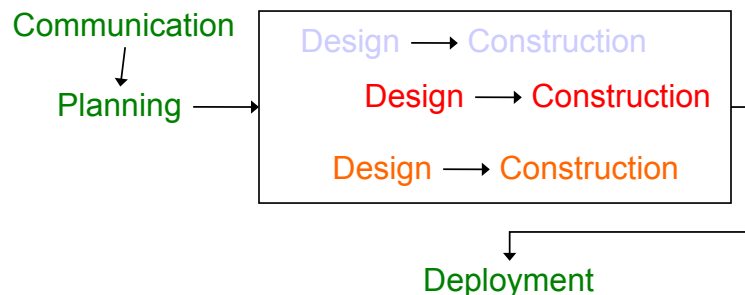 Communication
Design Construction
Planning
Design Construction
Design Construction
Deployment